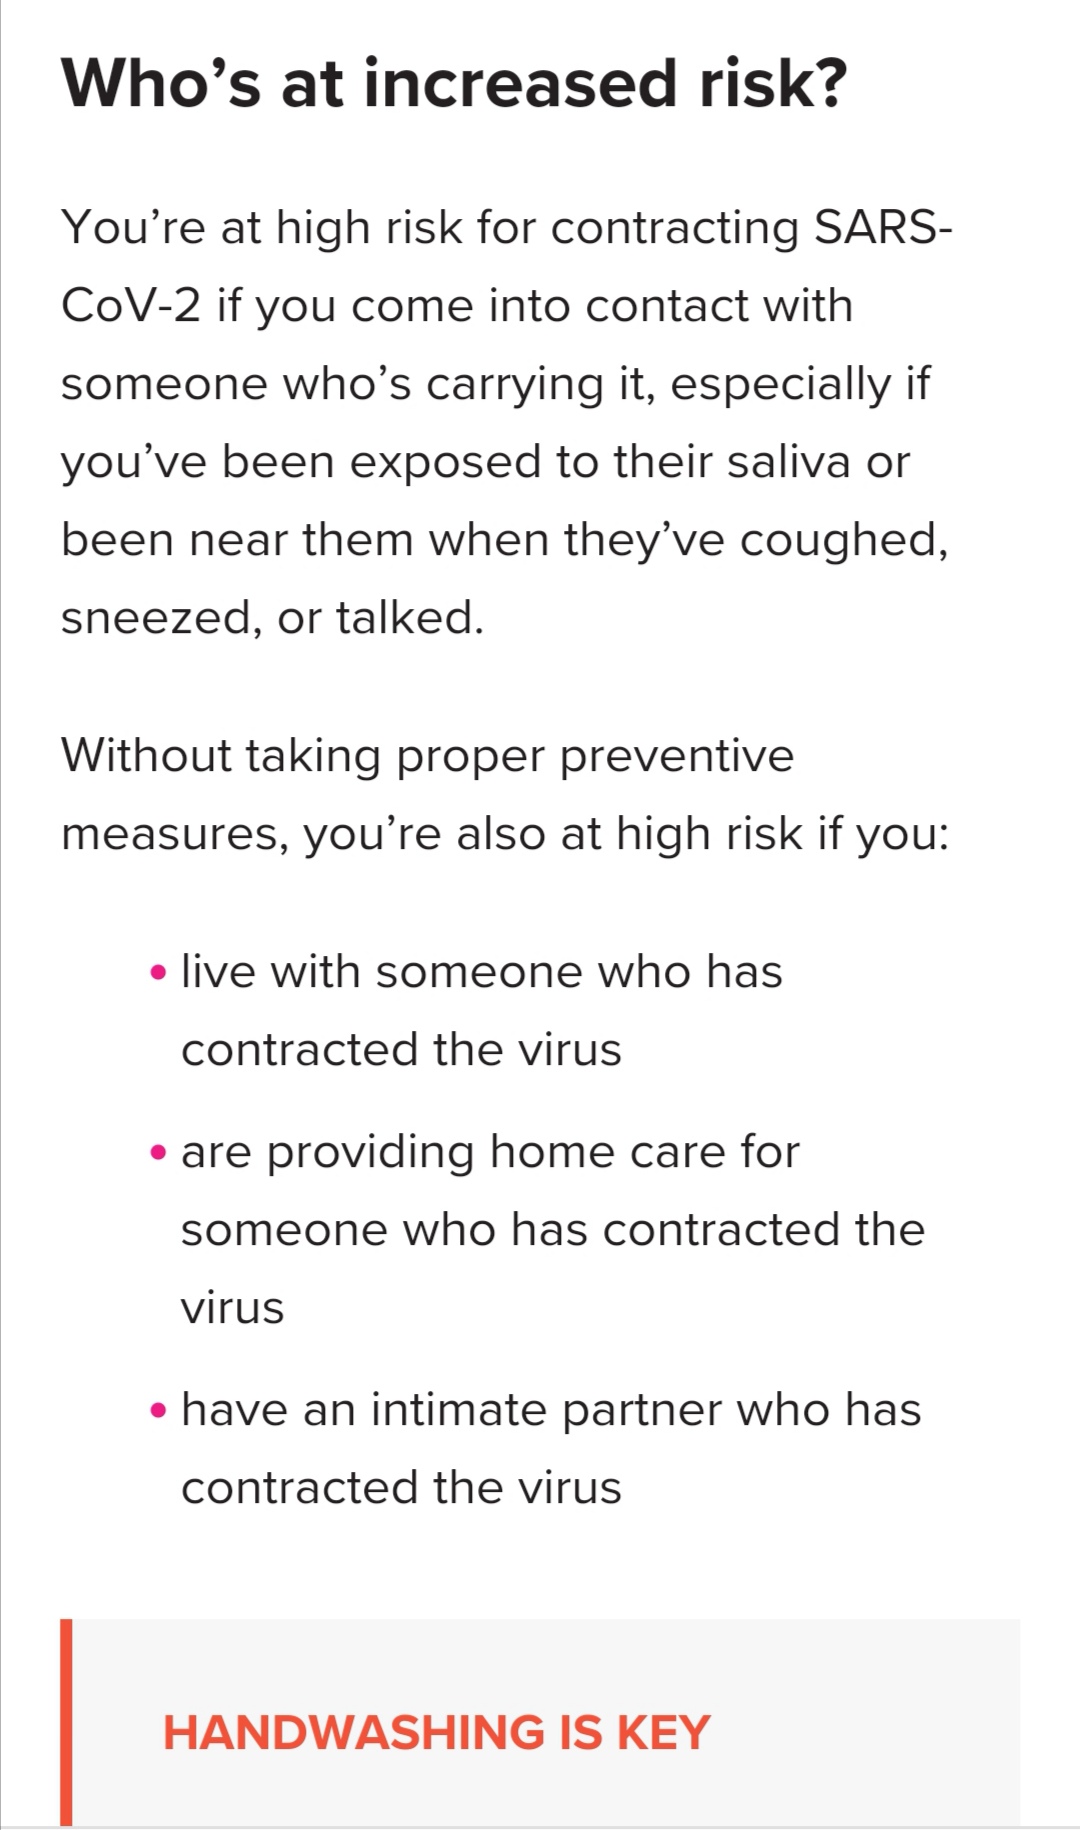 Who’s at increased risk?
You’re at high risk for contracting SARS-
CoV-2 if you come into contact with
someone who’s carrying it, especially if
you’ve been exposed to their saliva or
been near them when they’ve coughed,
sneezed, or talked.
Without taking proper preventive
measures, you’re also at high risk if you:
• live with someone who has
contracted the virus
• are providing home care for
someone who has contracted the
virus
• have an intimate partner who has
contracted the virus
HANDWASHING IS KEY